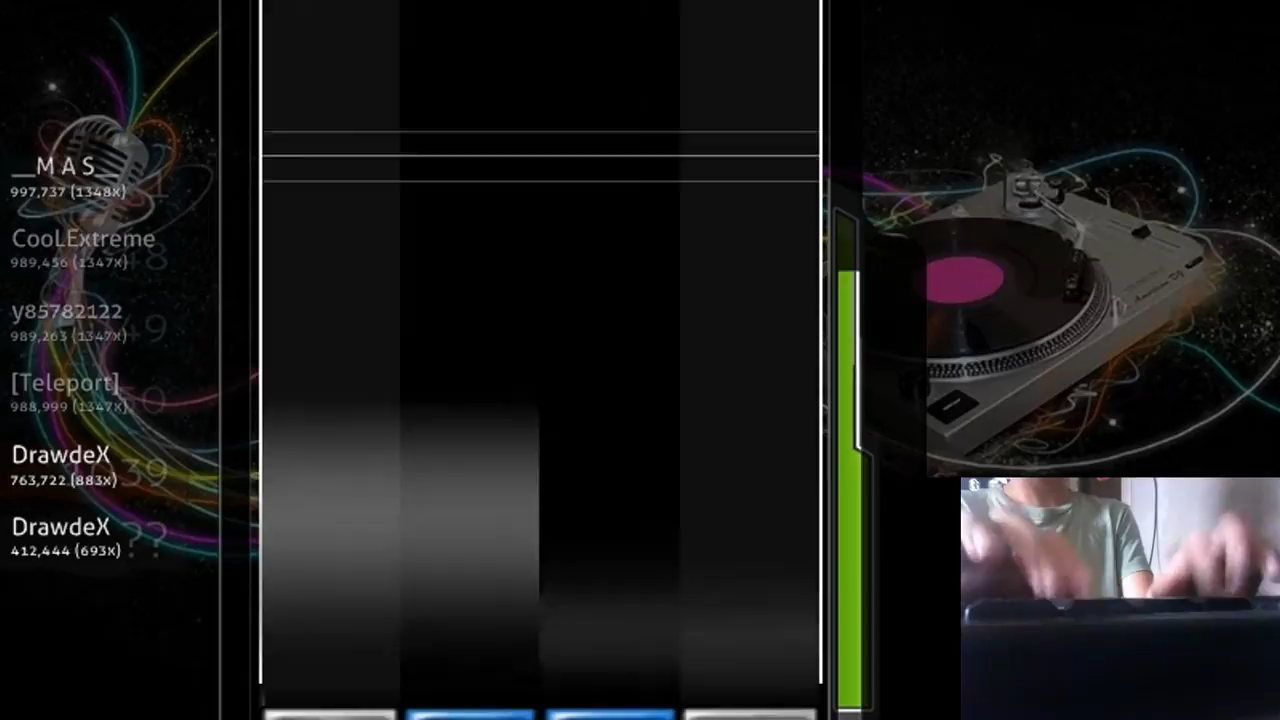 __M A S__
997,737 (1348X)
CooLExtreme
989,456 (1347X)
y85782122
989,263 (1347X)
[Teleport]
988,999 (1347X)
DrawdeX
763,722 (883X)
39
DrawdeX
412,444 (693X)
??